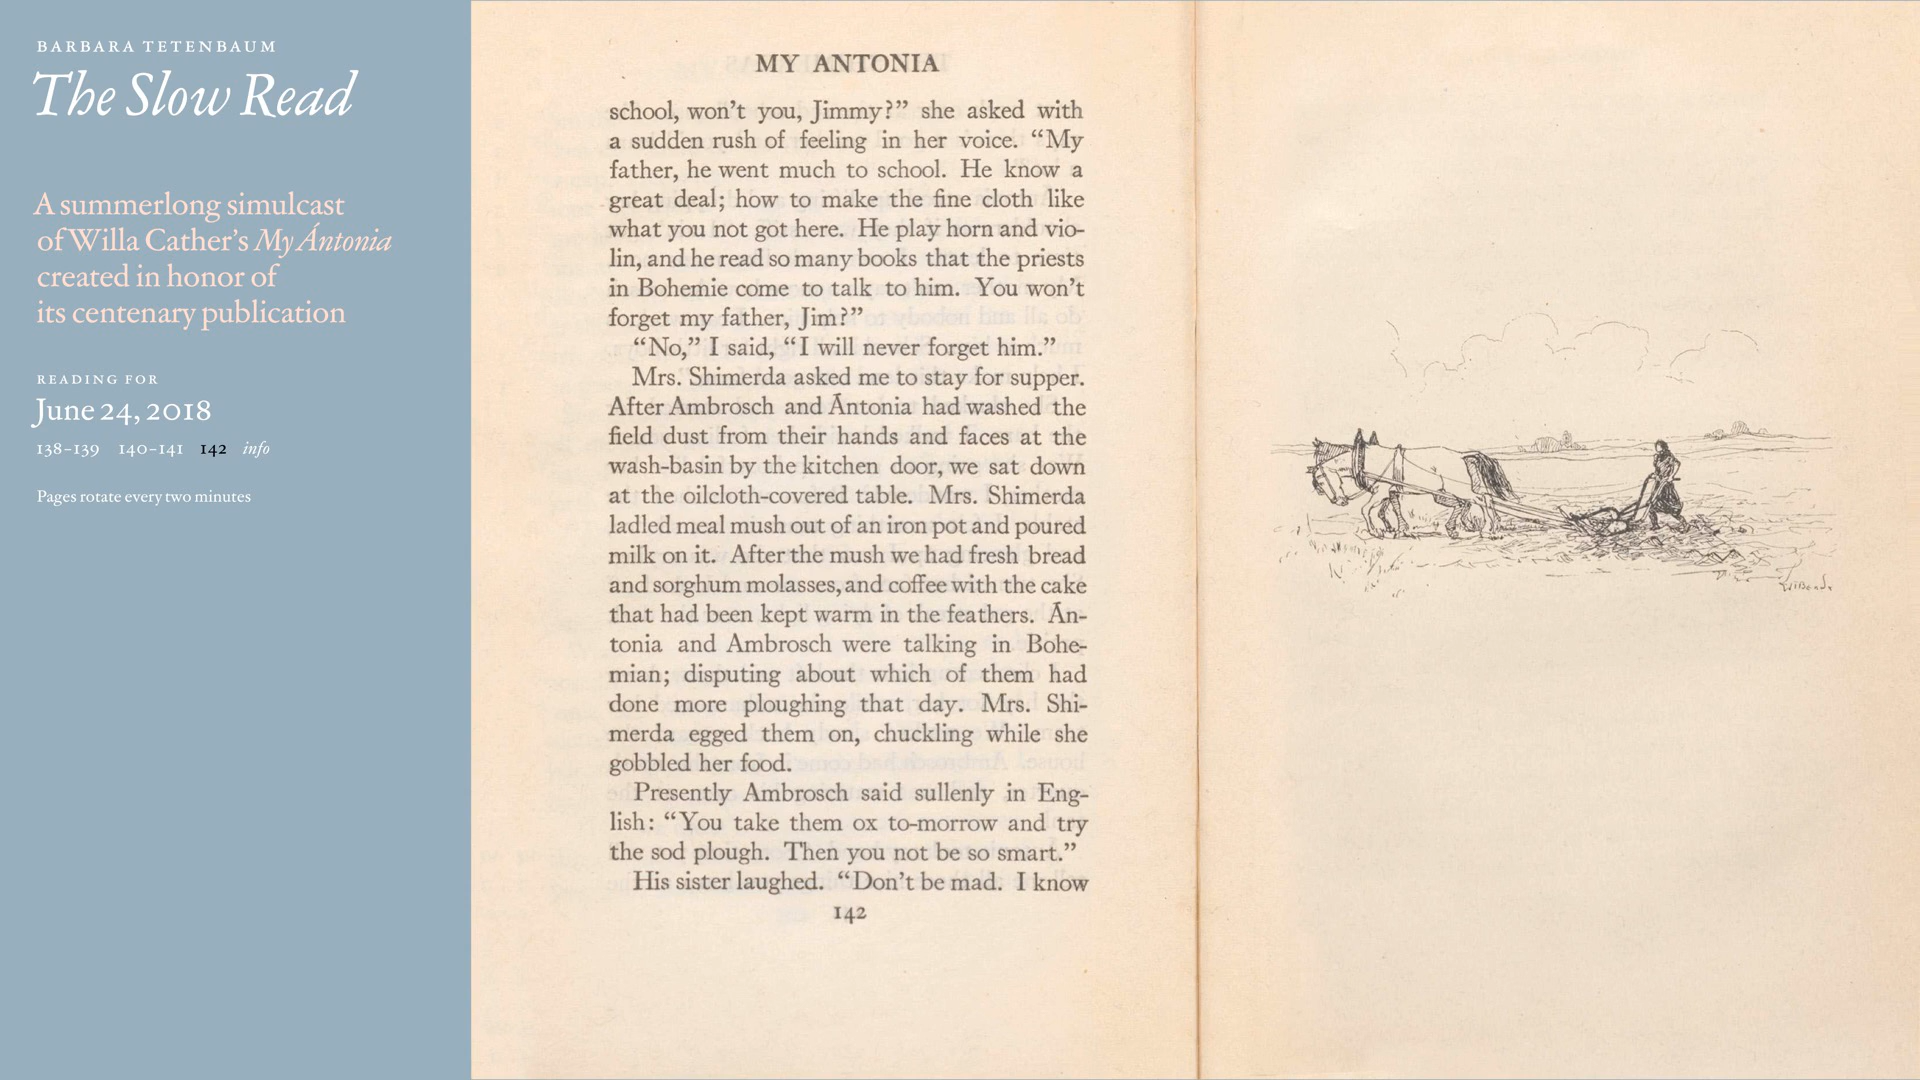 BARBARA TETENBAUM
The Slow Read
A summerlong simulcast
of Willa Cather's My Ántonia
created in honor of
its centenary publication
READING FOR
June 24, 2018
138–139 140–141 142 info
Pages rotate every two minutes
MY ANTONIA
school, won't you, Jimmy?" she asked with
a sudden rush of feeling in her voice. "My
father, he went much to school. He know a
great deal; how to make the fine cloth like
what you not got here. He play horn and vio-
lin, and he read so many books that the priests
in Bohemie come to talk to him. You won't
forget my father, Jim?"
"No," I said, "I will never forget him."
Mrs. Shimerda asked me to stay for supper.
After Ambrosch and Ántonia had washed the
field dust from their hands and faces at the
wash-basin by the kitchen door, we sat down
at the oilcloth-covered table. Mrs. Shimerda
ladled meal mush out of an iron pot and poured
milk on it. After the mush we had fresh bread
and sorghum molasses, and coffee with the cake
that had been kept warm in the feathers. Án-
tonia and Ambrosch were talking in Bohe-
mian; disputing about which of them had
done more ploughing that day. Mrs. Shi-
merda egged them on, chuckling while she
gobbled her food.
Presently Ambrosch said sullenly in Eng-
lish: "You take them ox to-morrow and try
the sod plough. Then you not be so smart."
His sister laughed. "Don't be mad. I know
142